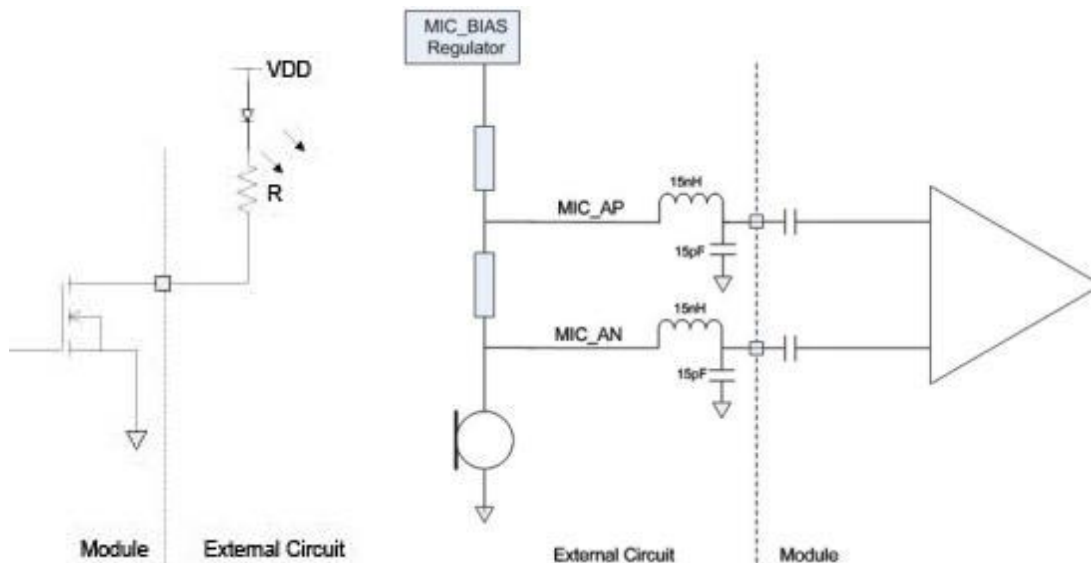 VDD
R
Module
External Circuit
MIC_BIAS
Regulator
15nH
MIC_AP
15pF
15nH
MIC_AN
15pF
External Circuit
Module